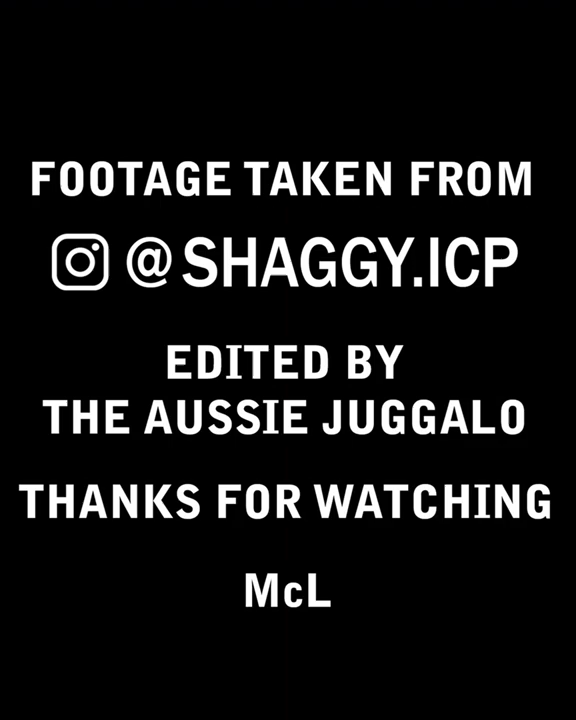 FOOTAGE TAKEN FROM
@SHAGGY.ICP
EDITED BY
THE AUSSIE JUGGALO
THANKS FOR WATCHING
McL